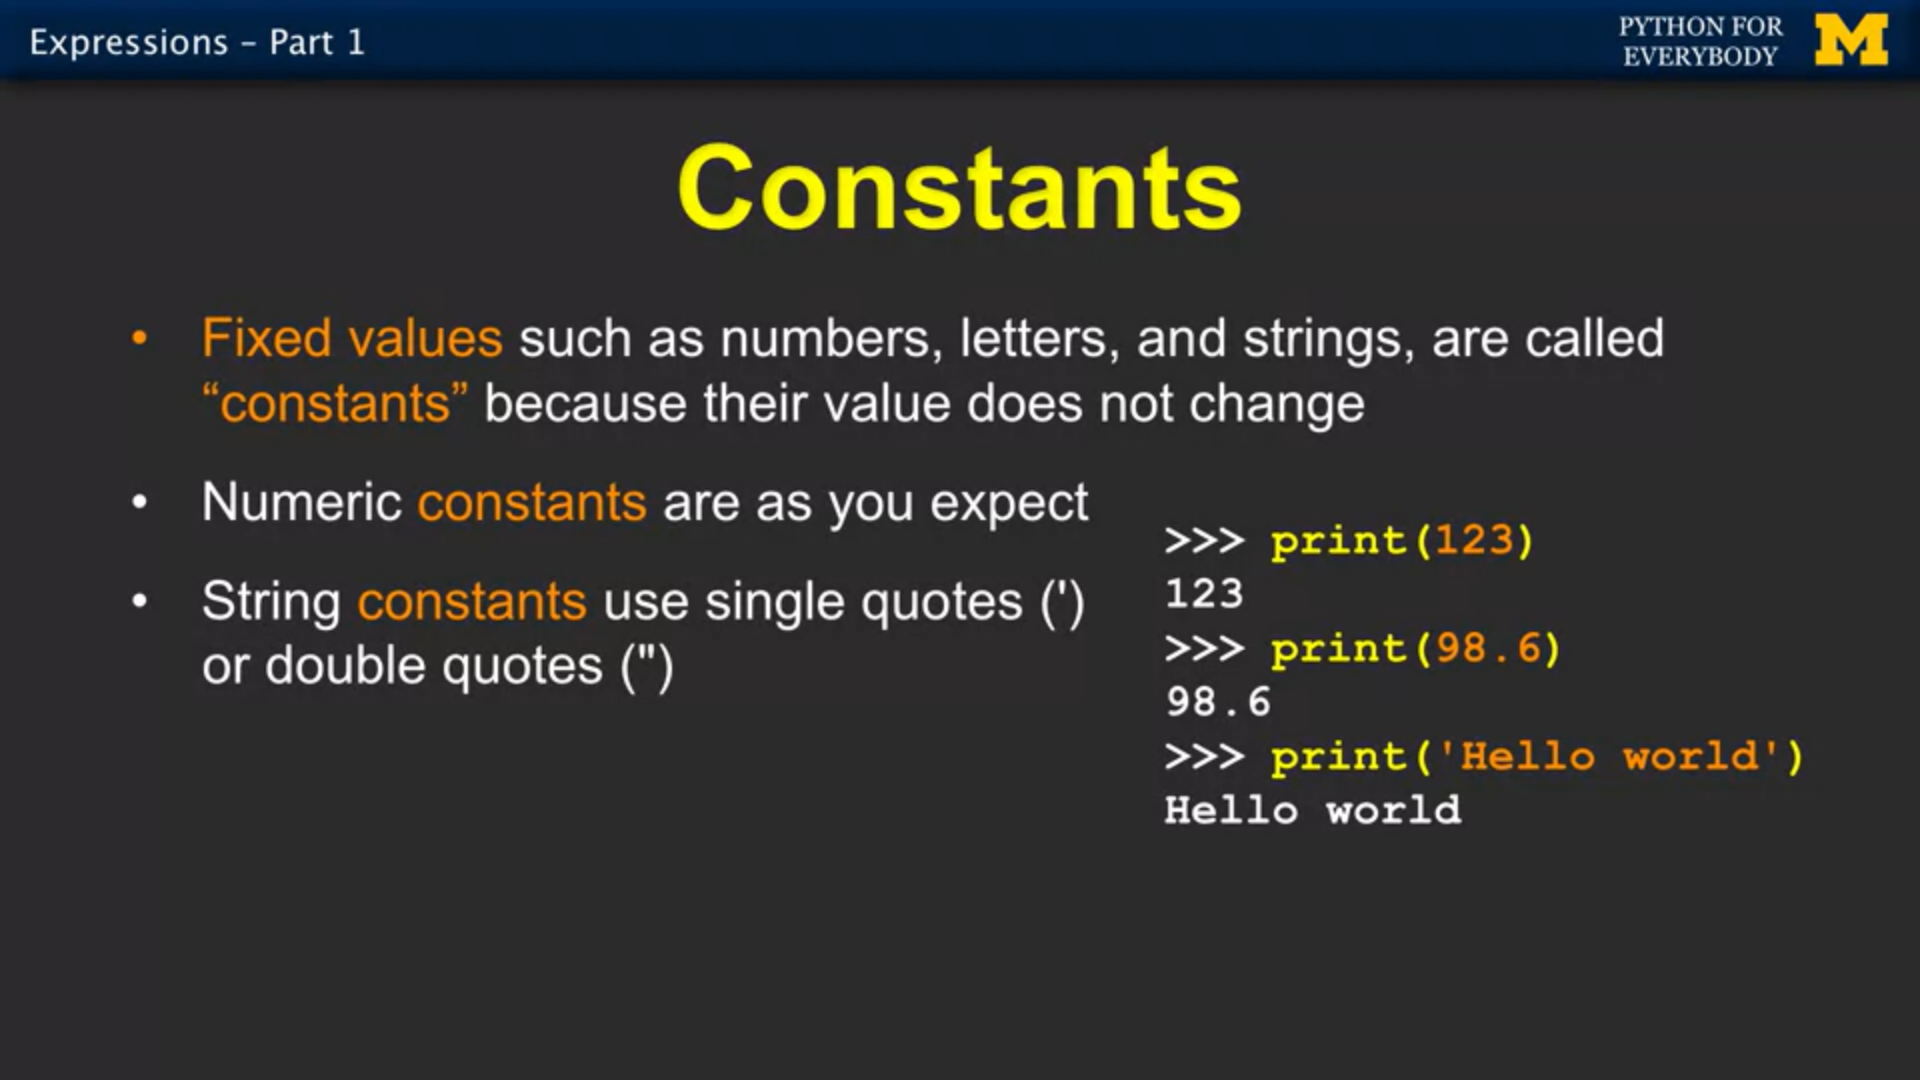 Expressions – Part 1
PYTHON FOR
EVERYBODY
M
Constants
• Fixed values such as numbers, letters, and strings, are called
“constants” because their value does not change
• Numeric constants are as you expect
• String constants use single quotes (')
or double quotes (")
>>> print(123)
123
>>> print(98.6)
98.6
>>> print('Hello world')
Hello world